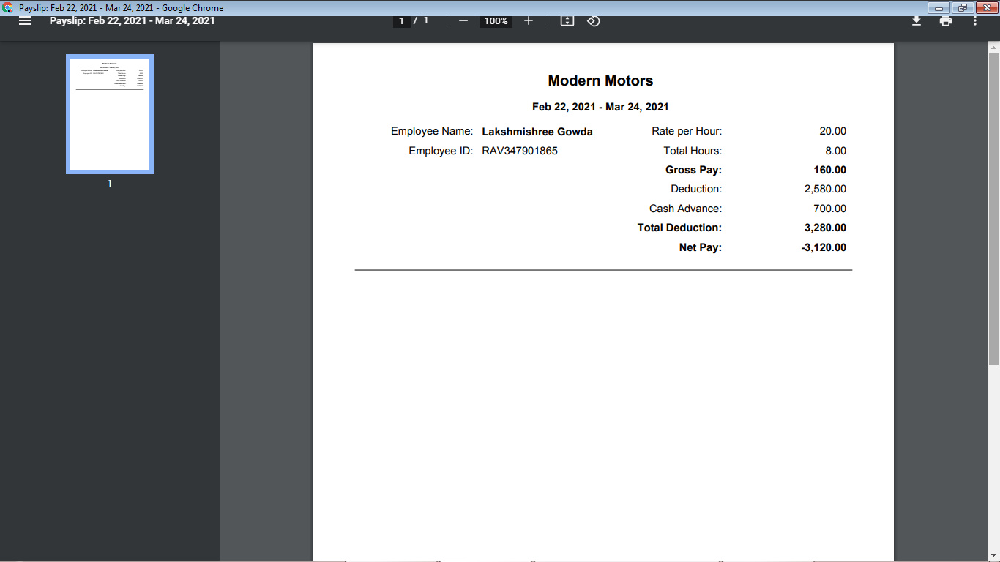 Payslip: Feb 22, 2021 - Mar 24, 2021 - Google Chrome
Payslip: Feb 22, 2021 - Mar 24, 2021
1 / 1
100%
1
Modern Motors
Feb 22, 2021 - Mar 24, 2021
Employee Name: Lakshmishree Gowda Rate per Hour: 20.00
Employee ID: RAV347901865 Total Hours: 8.00
Gross Pay: 160.00
Deduction: 2,580.00
Cash Advance: 700.00
Total Deduction: 3,280.00
Net Pay: -3,120.00